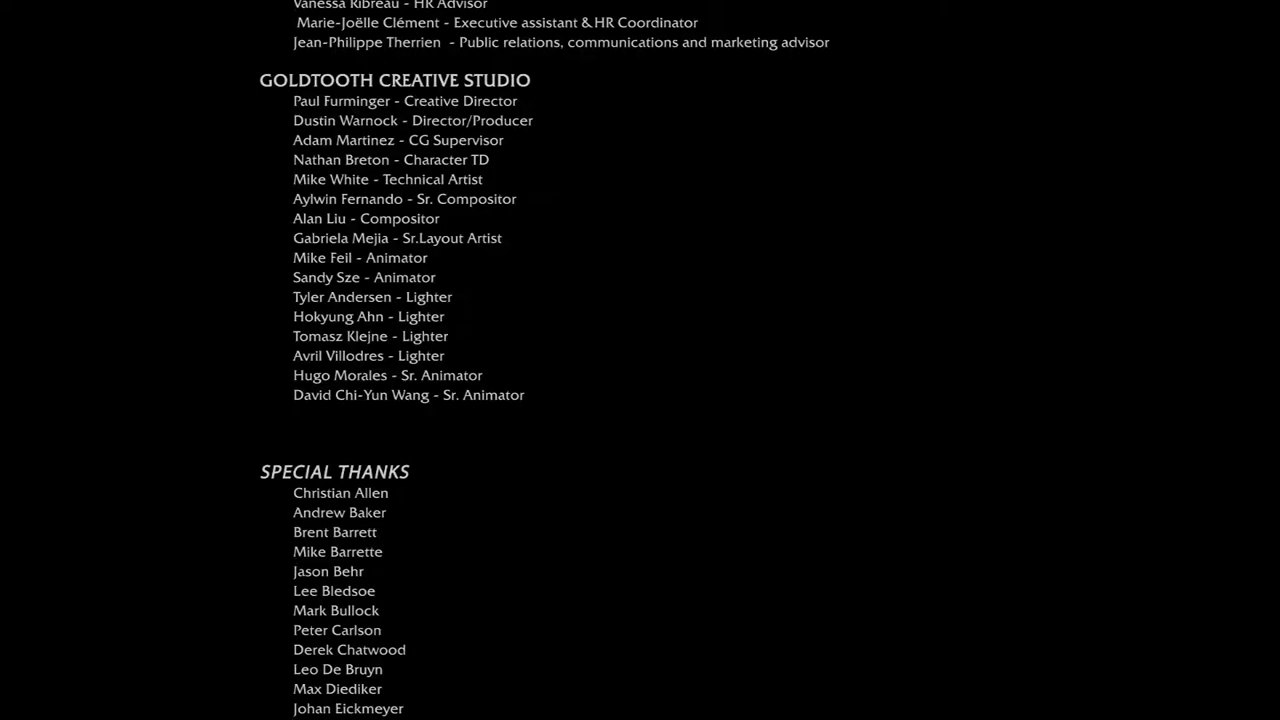 Vanessa Ribreau - HR Advisor
Marie-Joëlle Clément - Executive assistant & HR Coordinator
Jean-Philippe Therrien - Public relations, communications and marketing advisor
GOLDTOOTH CREATIVE STUDIO
Paul Furminger - Creative Director
Dustin Warnock - Director/Producer
Adam Martinez - CG Supervisor
Nathan Breton - Character TD
Mike White - Technical Artist
Aylwin Fernando - Sr. Compositor
Alan Liu - Compositor
Gabriela Mejia - Sr.Layout Artist
Mike Feil - Animator
Sandy Sze - Animator
Tyler Andersen - Lighter
Hokyung Ahn - Lighter
Tomasz Klejne - Lighter
Avril Villodres - Lighter
Hugo Morales - Sr. Animator
David Chi-Yun Wang - Sr. Animator
SPECIAL THANKS
Christian Allen
Andrew Baker
Brent Barrett
Mike Barrette
Jason Behr
Lee Bledsoe
Mark Bullock
Peter Carlson
Derek Chatwood
Leo De Bruyn
Max Diediker
Johan Eickmeyer